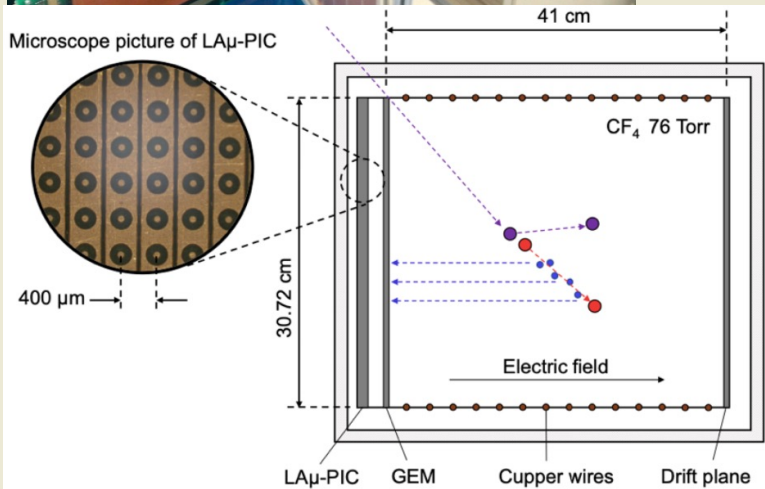 41 cm
Microscope picture of LAμ-PIC
CF₄ 76 Torr
400 μm
30.72 cm
Electric field
LAμ-PIC GEM Cupper wires Drift plane